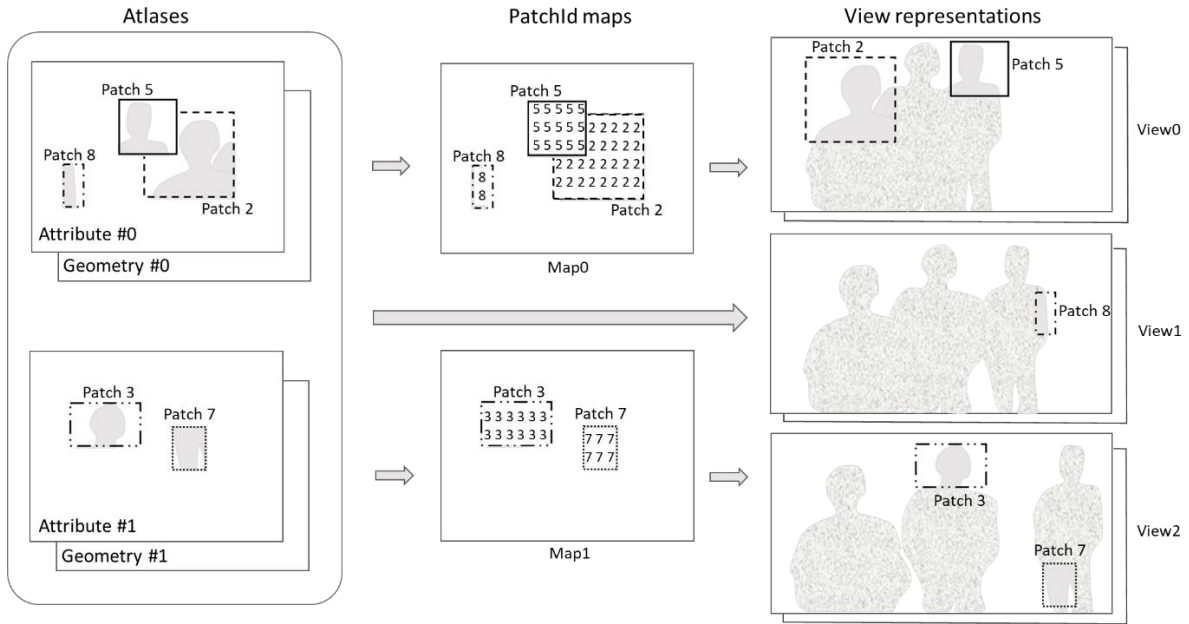 Atlases
PatchId maps
View representations
Patch 5
Patch 8
Patch 2
Attribute #0
Geometry #0
Patch 3
Patch 7
Attribute #1
Geometry #1
Patch 5
5 5 5 5 5
5 5 5 5 5 2 2 2 2 2
5 5 5 5 5 2 2 2 2 2
Patch 8
8
8
2 2 2 2 2 2 2 2
2 2 2 2 2 2 2 2
Patch 2
Map0
Patch 3
3 3 3 3 3 3
3 3 3 3 3 3
Patch 7
7 7 7
7 7 7
Map1
Patch 2
Patch 5
View0
Patch 8
View1
Patch 3
Patch 7
View2